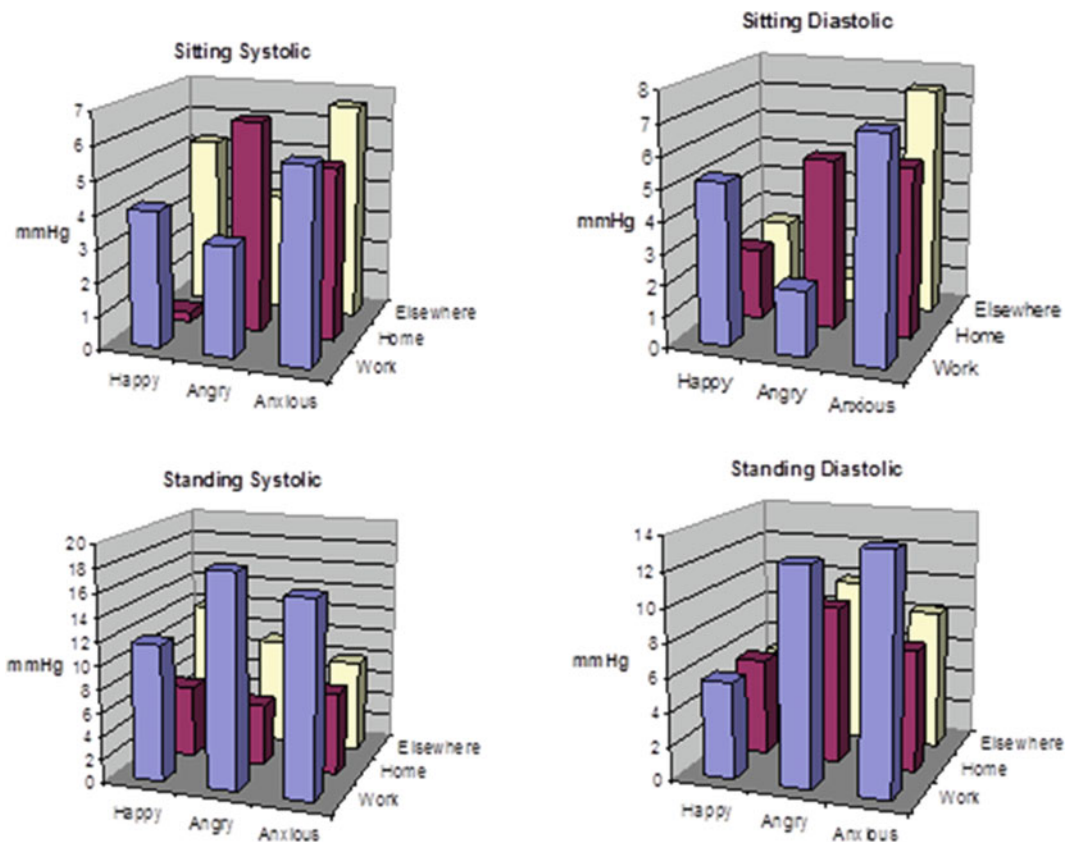 Sitting Systolic
7
6
5
4
3
2
1
0
mmHg
Happy
Angry
Anxious
Work
Home
Elsewhere
Sitting Diastolic
8
7
6
5
4
3
2
1
0
mmHg
Happy
Angry
Anxious
Work
Home
Elsewhere
Standing Systolic
20
18
16
14
12
10
8
6
4
2
0
mmHg
Happy
Angry
Anxious
Work
Home
Elsewhere
Standing Diastolic
14
12
10
8
6
4
2
0
mmHg
Happy
Angry
Anxious
Work
Home
Elsewhere